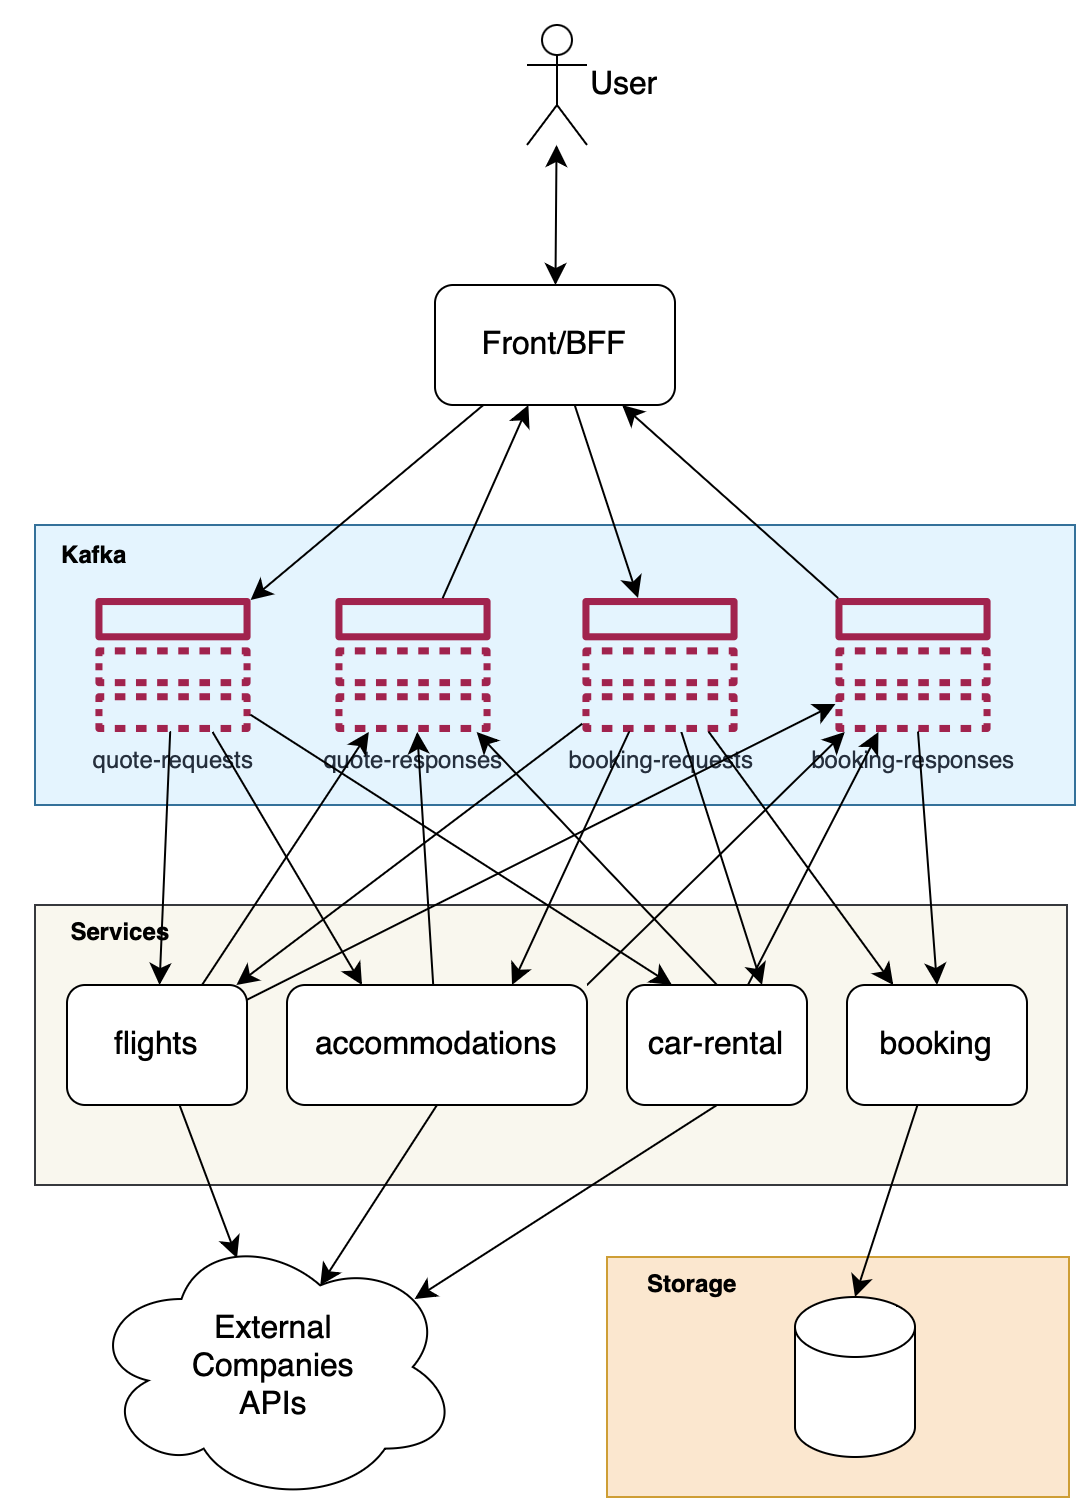 User
Front/BFF
Kafka
quote-requests
quote-responses
booking-requests
booking-responses
Services
flights
accommodations
car-rental
booking
External
Companies
APIs
Storage